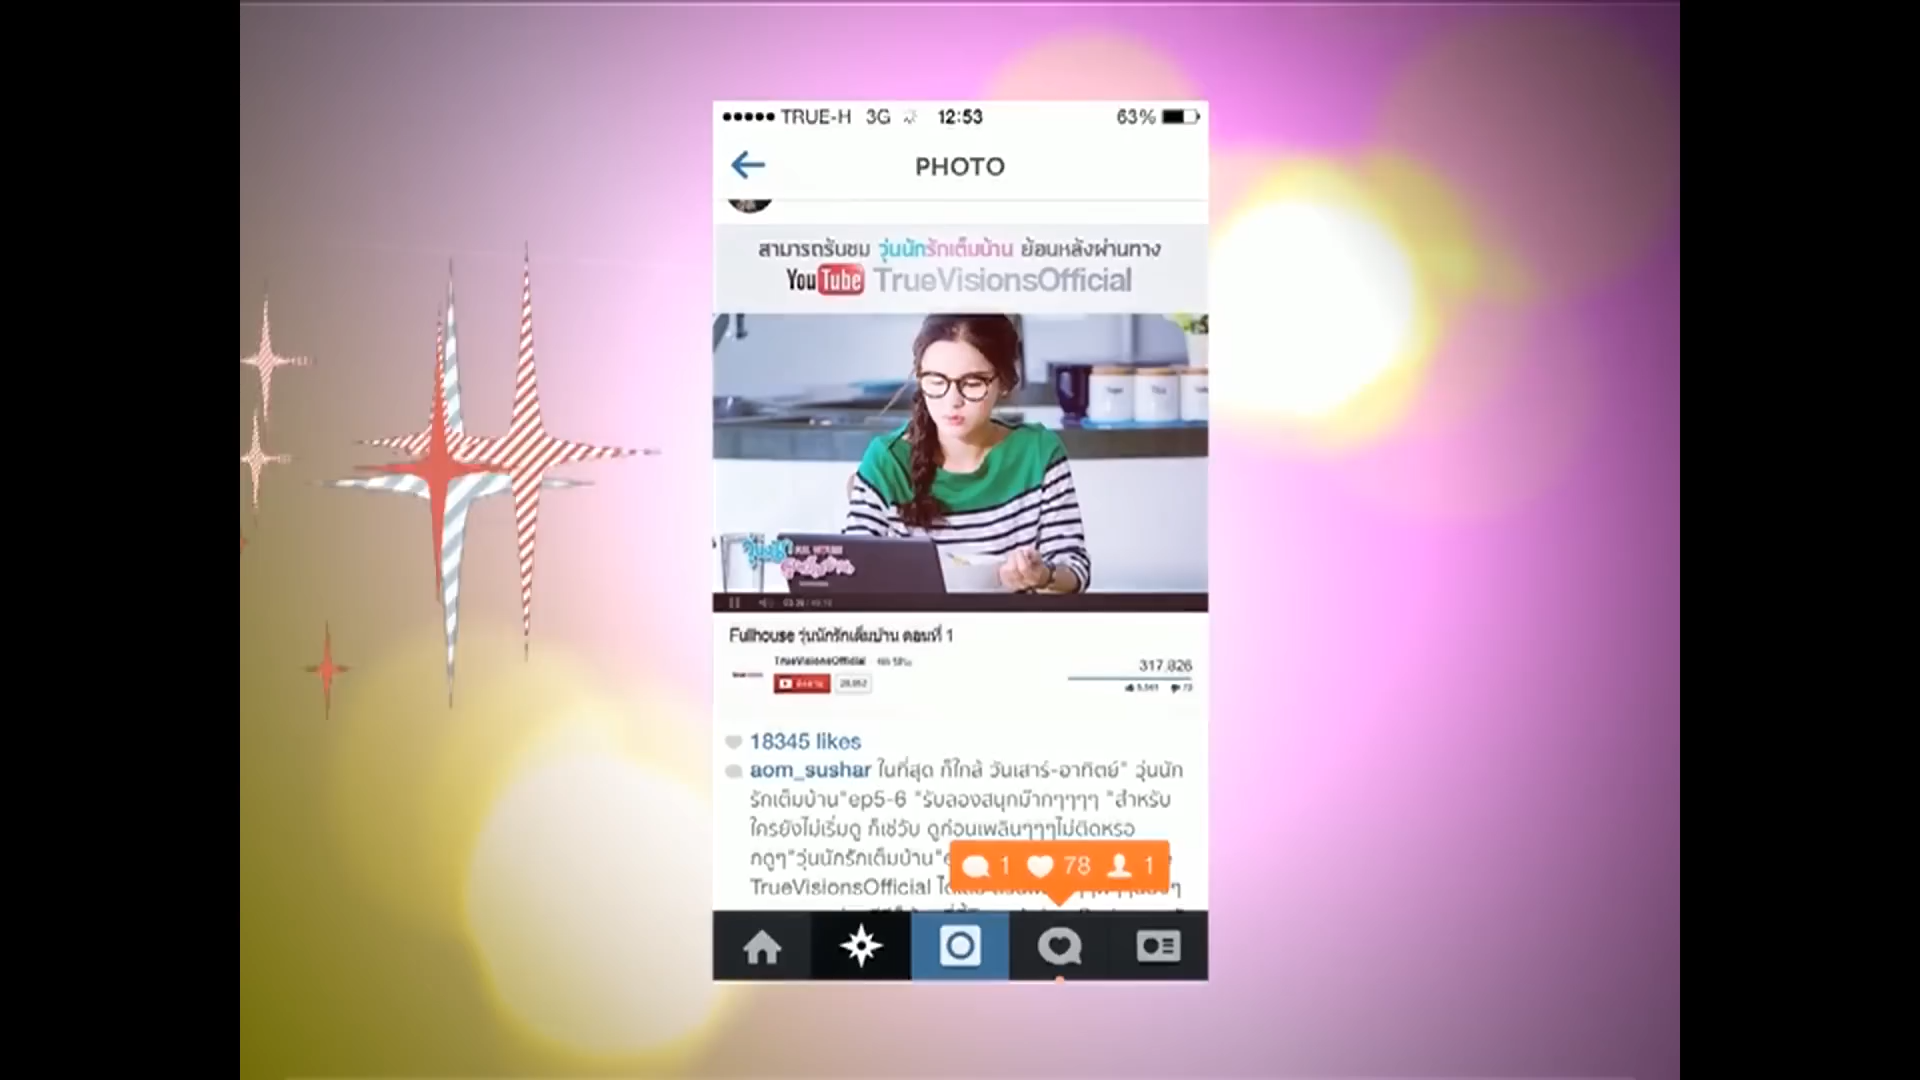 TRUE-H 3G 12:53 63%
PHOTO
สามารถรับชม วุ่นนักรักเต็มบ้าน ย้อนหลังผ่านทาง
YouTube TrueVisionsOfficial
Fullhouse วุ่นนักรักเต็มบ้าน ตอนที่ 1
TrueVisionsOfficial
317,826
18345 likes
aom_sushar ในที่สุด ก็ใกล้ วันเสาร์-อาทิตย์" วุ่นนัก
รักเต็มบ้าน"ep5-6 "รับลองสนุกม๊ากๆๆๆๆ "สำหรับ
ใครยังไม่เริ่มดู ก็เช่วับ ดูก่อนเพลินๆๆๆไม่ติดหรอ
กดูๆ"วุ่นนักรักเต็มบ้าน"
1 78 1
TrueVisionsOfficial